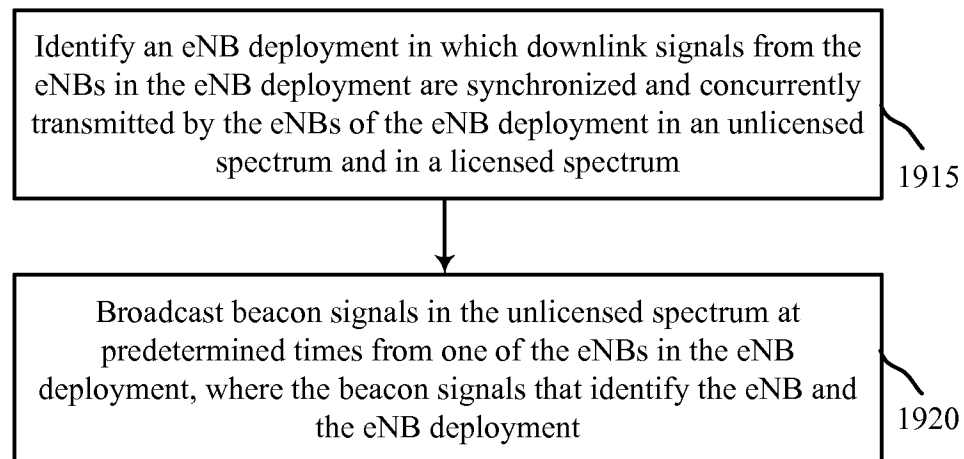 Identify an eNB deployment in which downlink signals from the
eNBs in the eNB deployment are synchronized and concurrently
transmitted by the eNBs of the eNB deployment in an unlicensed
spectrum and in a licensed spectrum
1915
Broadcast beacon signals in the unlicensed spectrum at
predetermined times from one of the eNBs in the eNB
deployment, where the beacon signals that identify the eNB and
the eNB deployment
1920